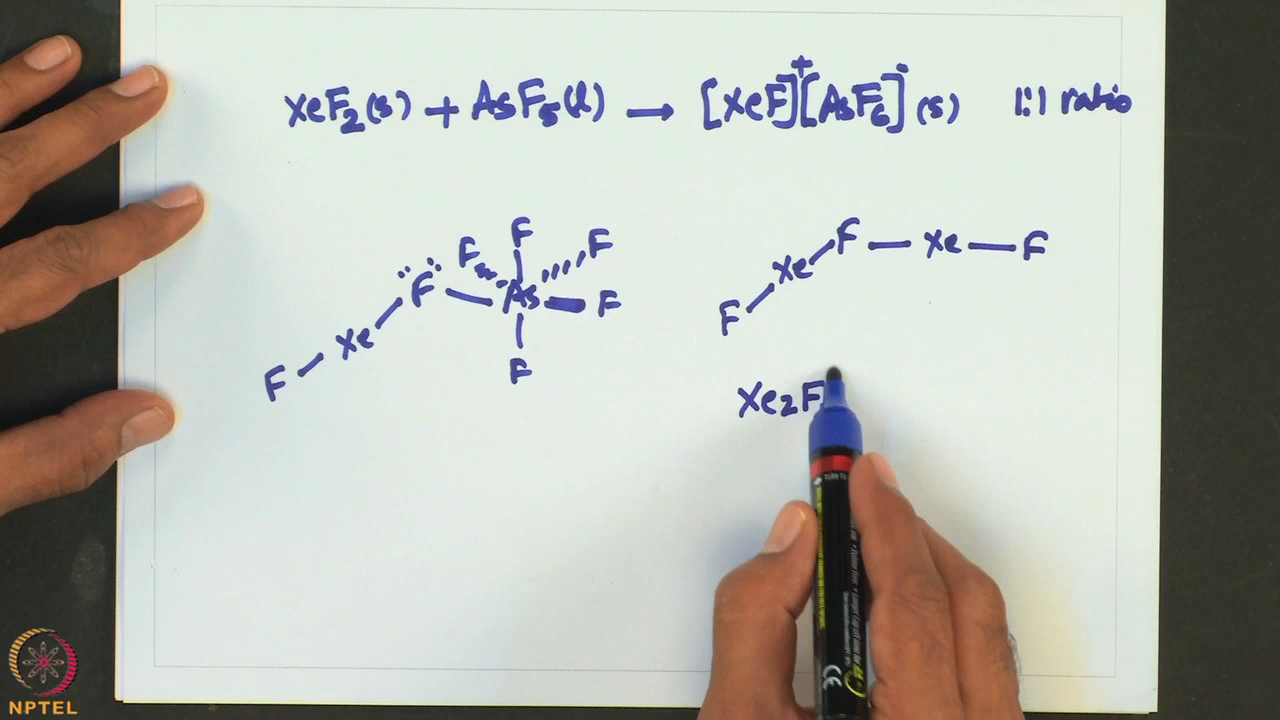 XeF₂(s) + AsF₅(l) → [XeF]⁺[AsF₆]⁻(s) 1:1 ratio
F F F
F — As — F
Xe
F
F
F — Xe — F
Xe
F
Xe₂F
NPTEL